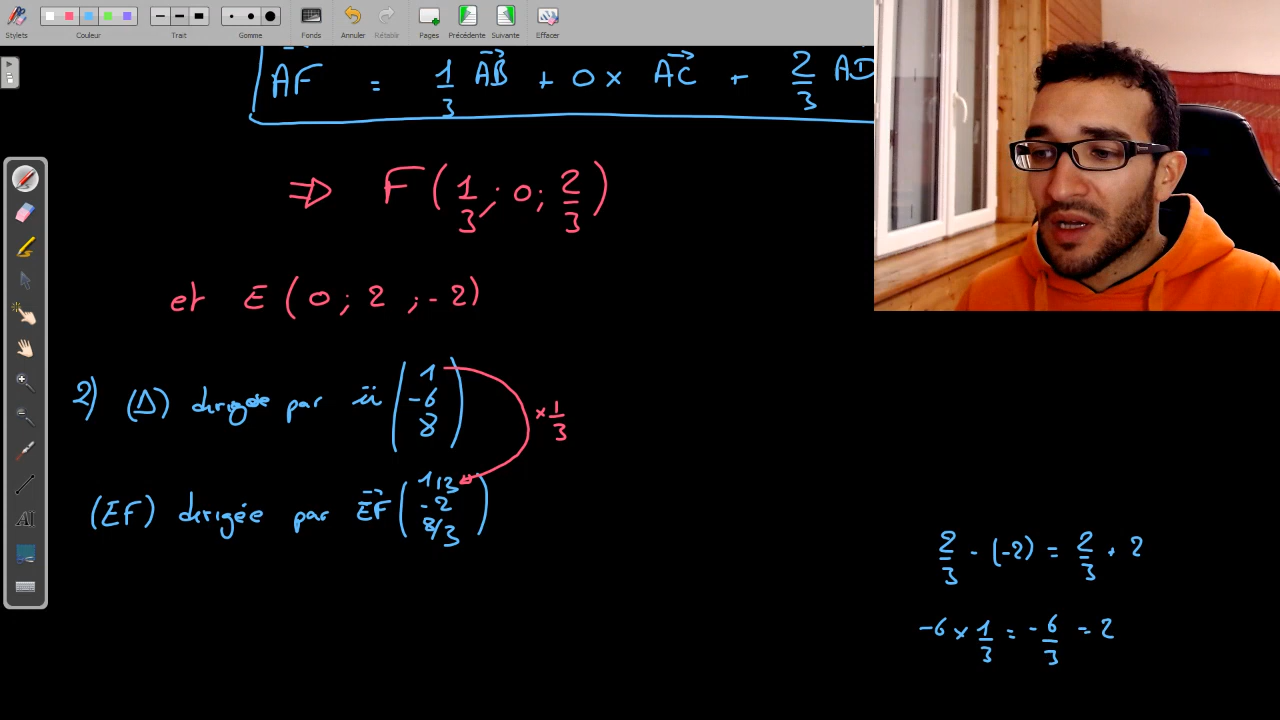 Stylets Couleur Trait Gomme Fonds Annuler Rétablir Pages Précédente Suivante Effacer
AF = 1/3 AB + 0 × AC + 2/3 AD
⇒ F(1/3; 0; 2/3)
et E (0; 2 ; -2)
2) (Δ) dirigée par u (1 -6 8)
× 1/3
(EF) dirigée par EF (1/3 -2 8/3)
2/3 - (-2) = 2/3 + 2
-6 × 1/3 = -6/3 = 2
AI